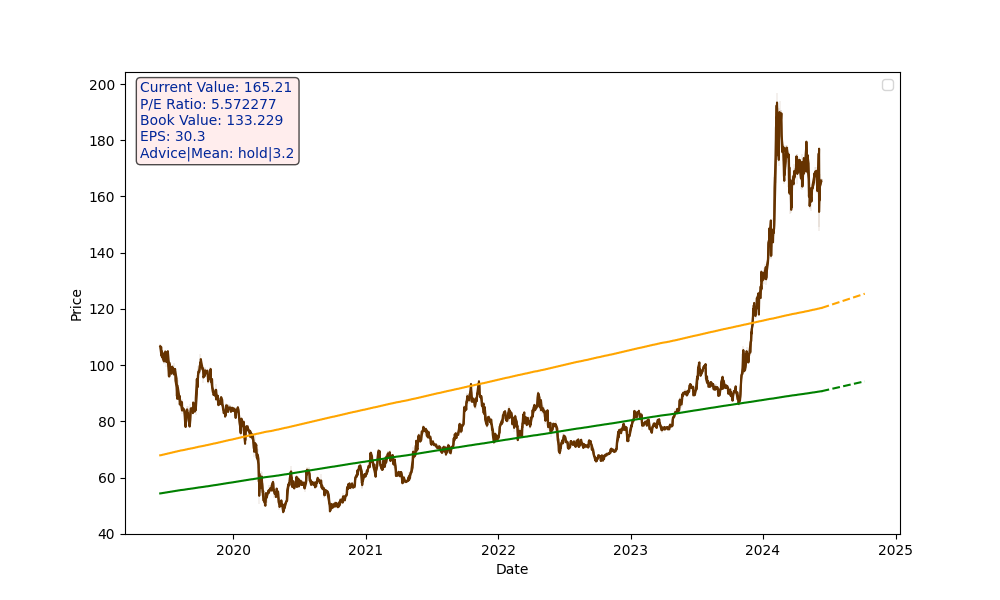 Current Value: 165.21
P/E Ratio: 5.572277
Book Value: 133.229
EPS: 30.3
Advice|Mean: hold|3.2
200
180
160
140
120
100
80
60
40
Price
2020 2021 2022 2023 2024 2025
Date